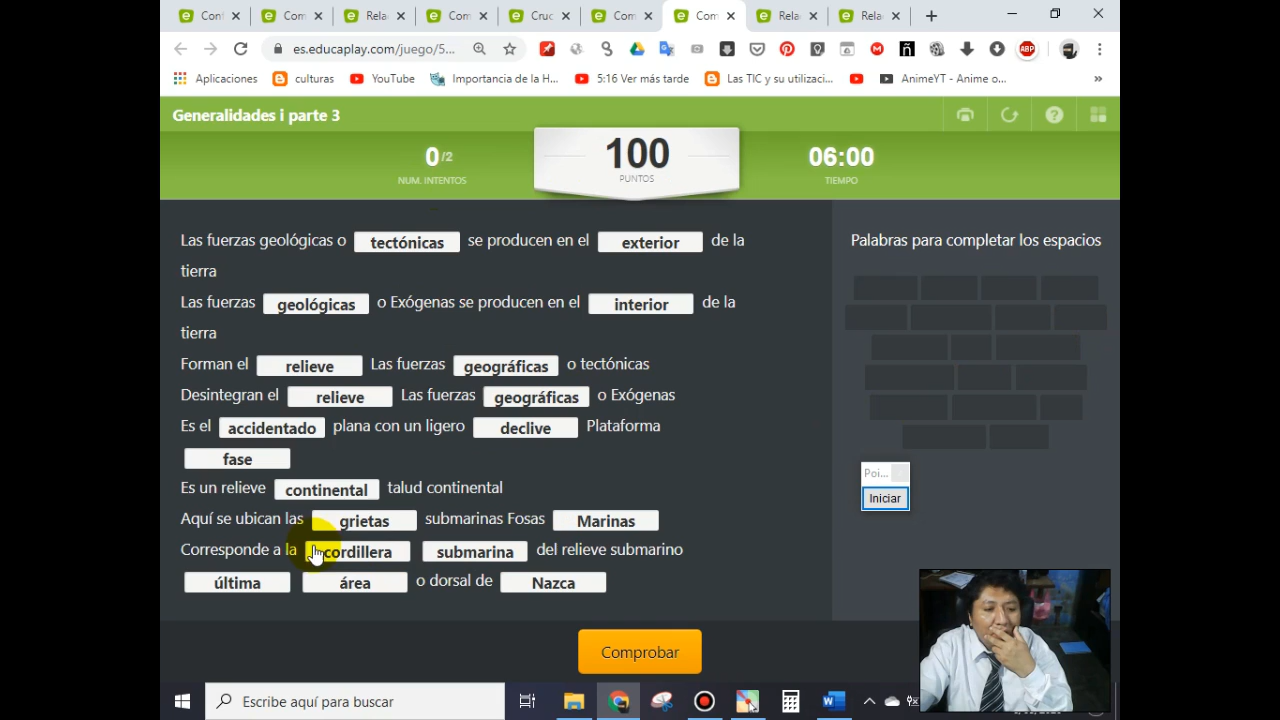 Conf
Com
Rela
Com
Cruc
Com
Com
Rela
Rela
es.educaplay.com/juego/5...
ABP
Aplicaciones
culturas
YouTube
Importancia de la H...
5:16 Ver más tarde
Las TIC y su utilizaci...
AnimeYT - Anime o...
»
Generalidades i parte 3
0/2
NUM. INTENTOS
100
PUNTOS
06:00
TIEMPO
Las fuerzas geológicas o tectónicas se producen en el exterior de la
tierra
Las fuerzas geológicas o Exógenas se producen en el interior de la
tierra
Forman el relieve Las fuerzas geográficas o tectónicas
Desintegran el relieve Las fuerzas geográficas o Exógenas
Es el accidentado plana con un ligero declive Plataforma
fase
Es un relieve continental talud continental
Aquí se ubican las grietas submarinas Fosas Marinas
Corresponde a la cordillera submarina del relieve submarino
última área o dorsal de Nazca
Palabras para completar los espacios
Poi...
Iniciar
Comprobar
Escribe aquí para buscar